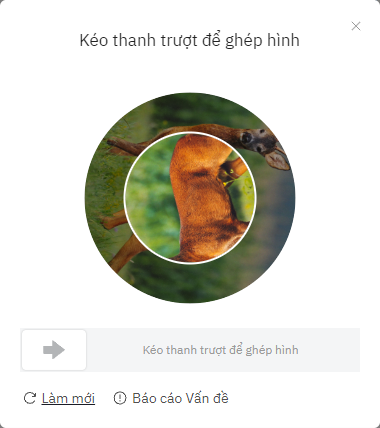 Kéo thanh trượt để ghép hình
Kéo thanh trượt để ghép hình
Làm mới
Báo cáo Vấn đề